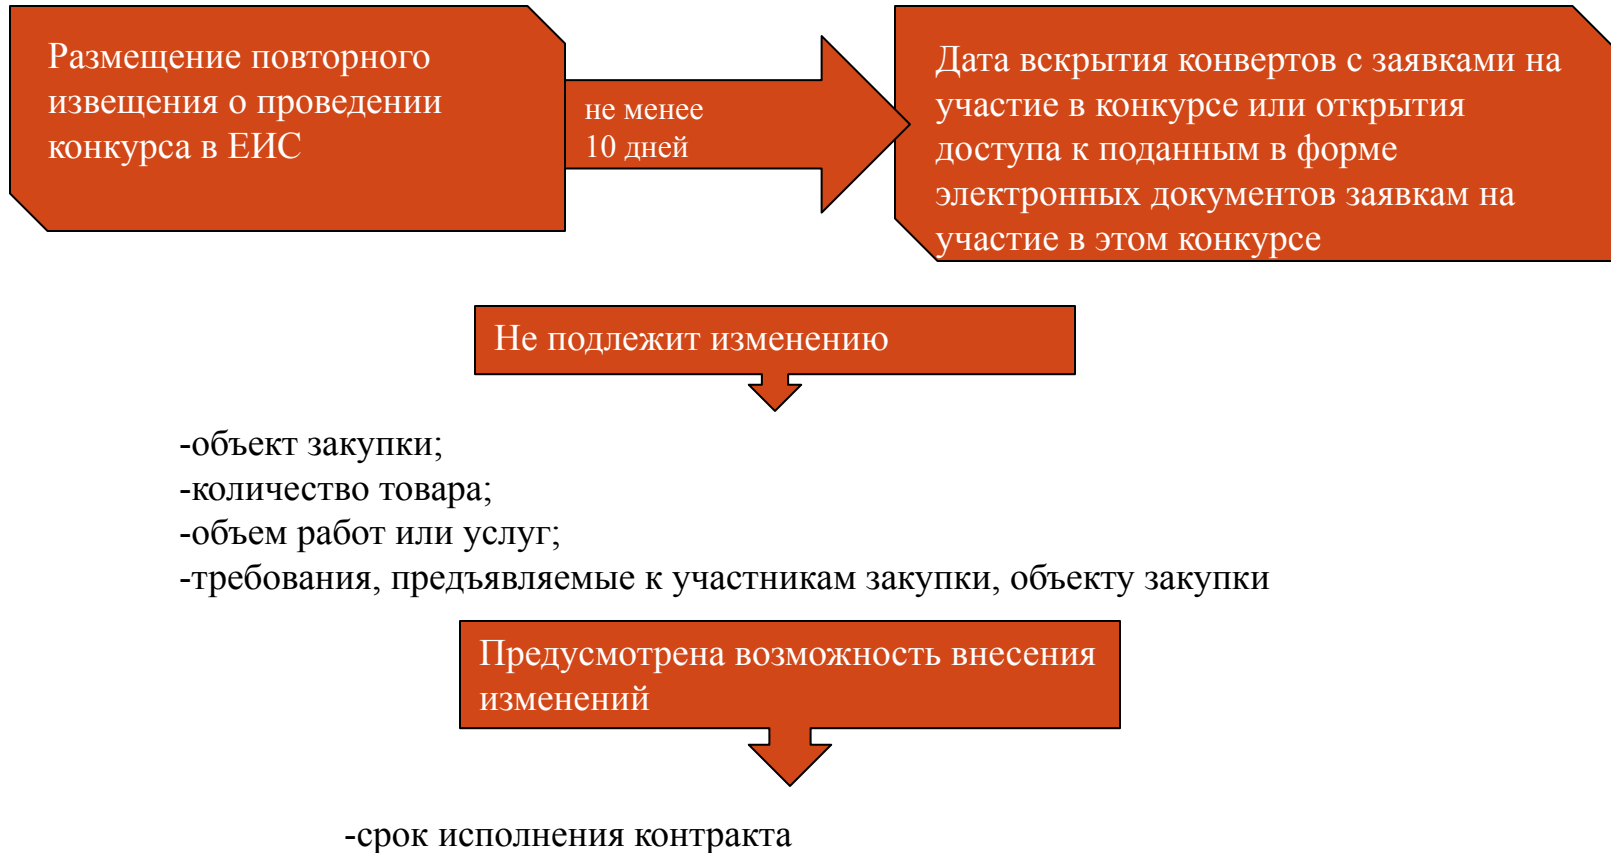 Размещение повторного
извещения о проведении
конкурса в ЕИС
не менее
10 дней
Дата вскрытия конвертов с заявками на
участие в конкурсе или открытия
доступа к поданным в форме
электронных документов заявкам на
участие в этом конкурсе
Не подлежит изменению
-объект закупки;
-количество товара;
-объем работ или услуг;
-требования, предъявляемые к участникам закупки, объекту закупки
Предусмотрена возможность внесения
изменений
-срок исполнения контракта